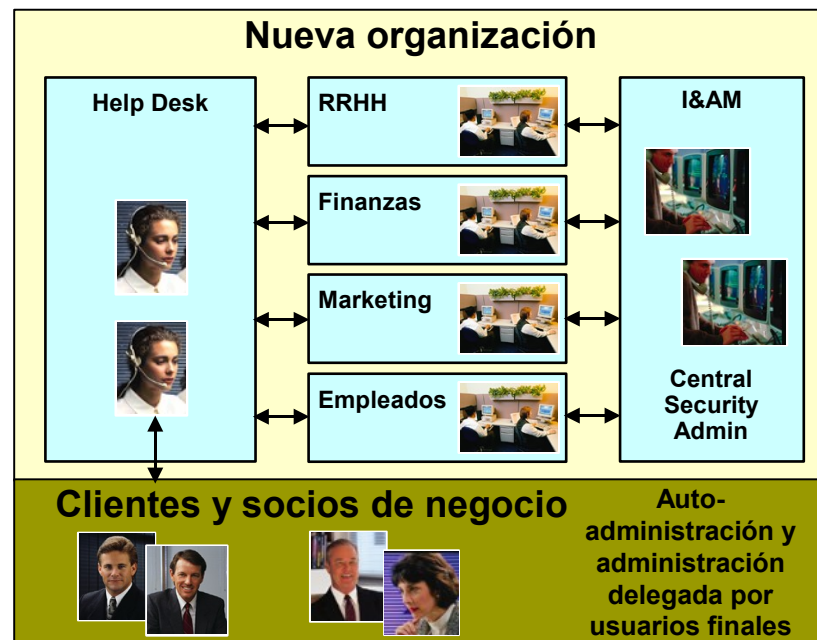 Nueva organización
Help Desk
RRHH
Finanzas
Marketing
Empleados
I&AM
Central
Security
Admin
Clientes y socios de negocio
Auto-
administración y
administración
delegada por
usuarios finales